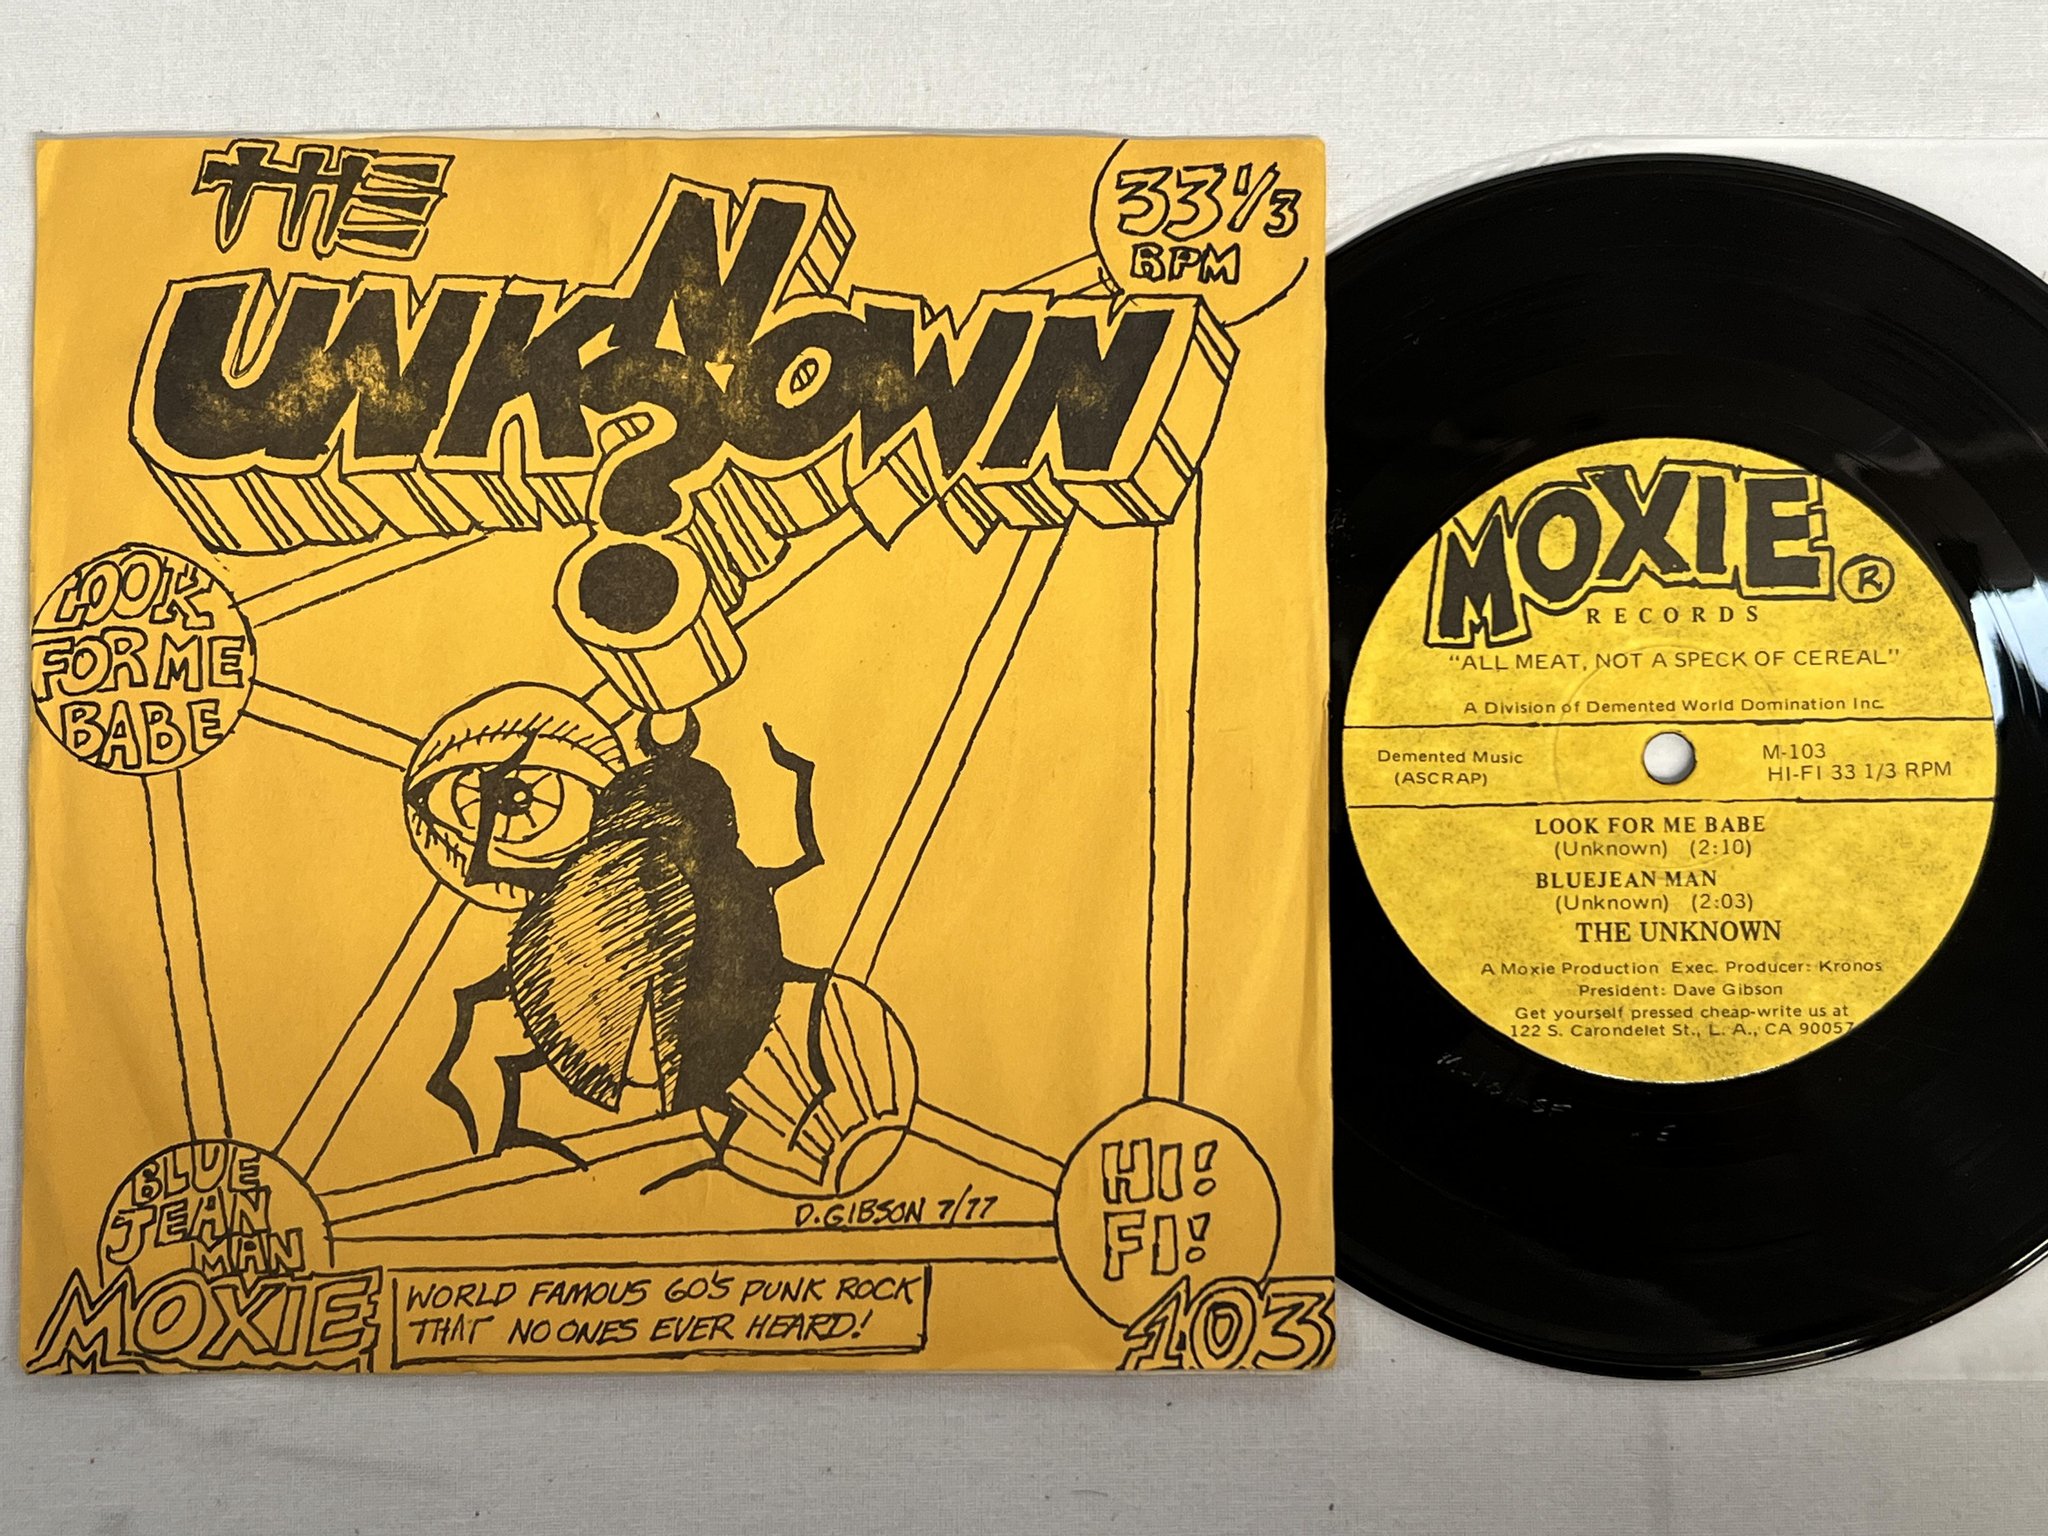 THE
UNKNOWN
?
33 1/3
RPM
LOOK
FOR ME
BABE
BLUE
JEAN
MAN
D. GIBSON 7/77
HI!
FI!
MOXIE
WORLD FAMOUS 60'S PUNK ROCK
THAT NO ONES EVER HEARD!
103
MOXIE ®
RECORDS
"ALL MEAT, NOT A SPECK OF CEREAL"
A Division of Demented World Domination Inc.
Demented Music
(ASCRAP)
M-103
HI-FI 33 1/3 RPM
LOOK FOR ME BABE
(Unknown) (2:10)
BLUEJEAN MAN
(Unknown) (2:03)
THE UNKNOWN
A Moxie Production Exec. Producer: Kronos
President: Dave Gibson
Get yourself pressed cheap-write us at
122 S. Carondelet St., L. A., CA 90057